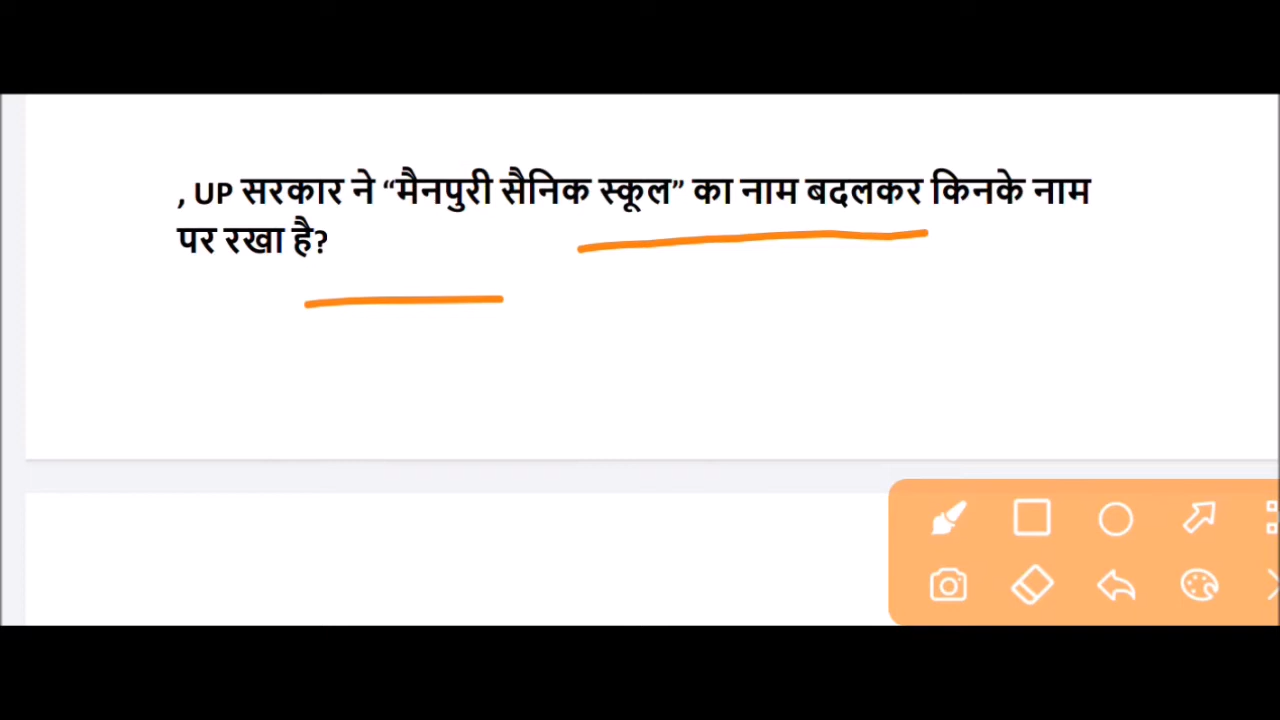 , UP सरकार ने “मैनपुरी सैनिक स्कूल” का नाम बदलकर किनके नाम
पर रखा है?